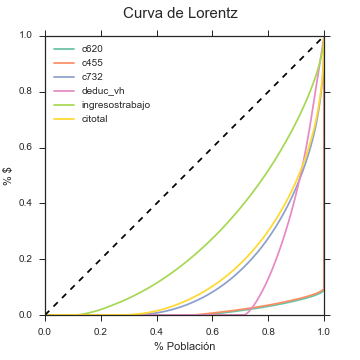 Curva de Lorentz
1.0
0.8
0.6
0.4
0.2
0.0
% $
c620
c455
c732
deduc_vh
ingresostrabajo
citotal
0.0 0.2 0.4 0.6 0.8 1.0
% Población